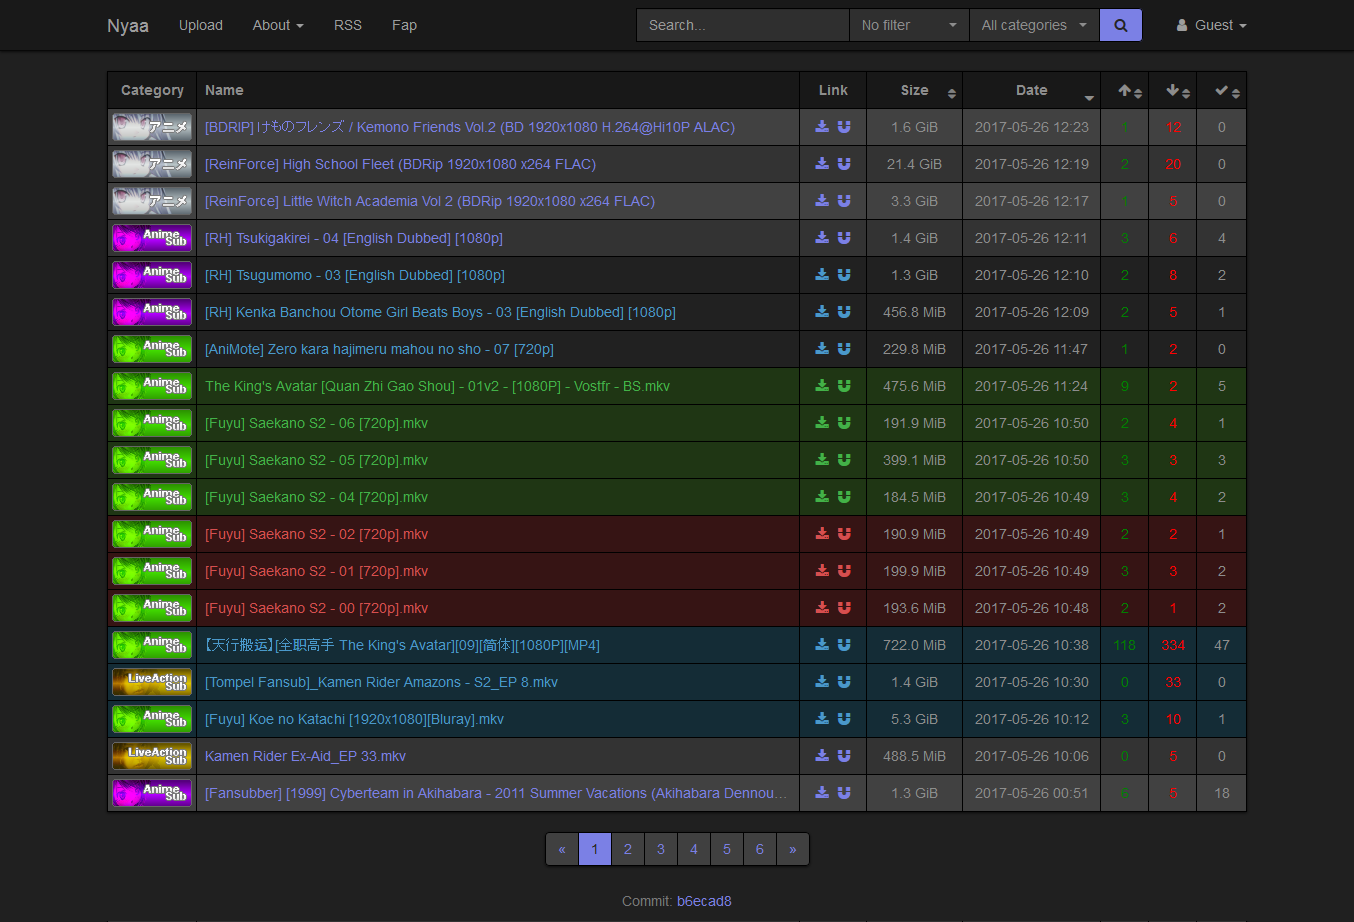 Nyaa Upload About RSS Fap Search... No filter All categories Guest
Category Name Link Size Date
アニメ [BDRIP] けものフレンズ / Kemono Friends Vol.2 (BD 1920x1080 H.264@Hi10P ALAC) 1.6 GiB 2017-05-26 12:23 1 12 0
アニメ [ReinForce] High School Fleet (BDRip 1920x1080 x264 FLAC) 21.4 GiB 2017-05-26 12:19 2 20 0
アニメ [ReinForce] Little Witch Academia Vol 2 (BDRip 1920x1080 x264 FLAC) 3.3 GiB 2017-05-26 12:17 1 5 0
Anime Sub [RH] Tsukigakirei - 04 [English Dubbed] [1080p] 1.4 GiB 2017-05-26 12:11 3 6 4
Anime Sub [RH] Tsugumomo - 03 [English Dubbed] [1080p] 1.3 GiB 2017-05-26 12:10 2 8 2
Anime Sub [RH] Kenka Banchou Otome Girl Beats Boys - 03 [English Dubbed] [1080p] 456.8 MiB 2017-05-26 12:09 2 5 1
Anime Sub [AniMote] Zero kara hajimeru mahou no sho - 07 [720p] 229.8 MiB 2017-05-26 11:47 1 2 0
Anime Sub The King's Avatar [Quan Zhi Gao Shou] - 01v2 - [1080P] - Vostfr - BS.mkv 475.6 MiB 2017-05-26 11:24 9 2 5
Anime Sub [Fuyu] Saekano S2 - 06 [720p].mkv 191.9 MiB 2017-05-26 10:50 2 4 1
Anime Sub [Fuyu] Saekano S2 - 05 [720p].mkv 399.1 MiB 2017-05-26 10:50 3 3 3
Anime Sub [Fuyu] Saekano S2 - 04 [720p].mkv 184.5 MiB 2017-05-26 10:49 3 4 2
Anime Sub [Fuyu] Saekano S2 - 02 [720p].mkv 190.9 MiB 2017-05-26 10:49 2 2 1
Anime Sub [Fuyu] Saekano S2 - 01 [720p].mkv 199.9 MiB 2017-05-26 10:49 3 3 2
Anime Sub [Fuyu] Saekano S2 - 00 [720p].mkv 193.6 MiB 2017-05-26 10:48 2 1 2
Anime Sub 【天行搬运】[全职高手 The King's Avatar][09][简体][1080P][MP4] 722.0 MiB 2017-05-26 10:38 118 334 47
LiveAction Sub [Tompel Fansub]_Kamen Rider Amazons - S2_EP 8.mkv 1.4 GiB 2017-05-26 10:30 0 33 0
Anime Sub [Fuyu] Koe no Katachi [1920x1080][Bluray].mkv 5.3 GiB 2017-05-26 10:12 3 10 1
LiveAction Sub Kamen Rider Ex-Aid_EP 33.mkv 488.5 MiB 2017-05-26 10:06 0 5 0
Anime Sub [Fansubber] [1999] Cyberteam in Akihabara - 2011 Summer Vacations (Akihabara Dennou... 1.3 GiB 2017-05-26 00:51 6 5 18
« 1 2 3 4 5 6 »
Commit: b6ecad8